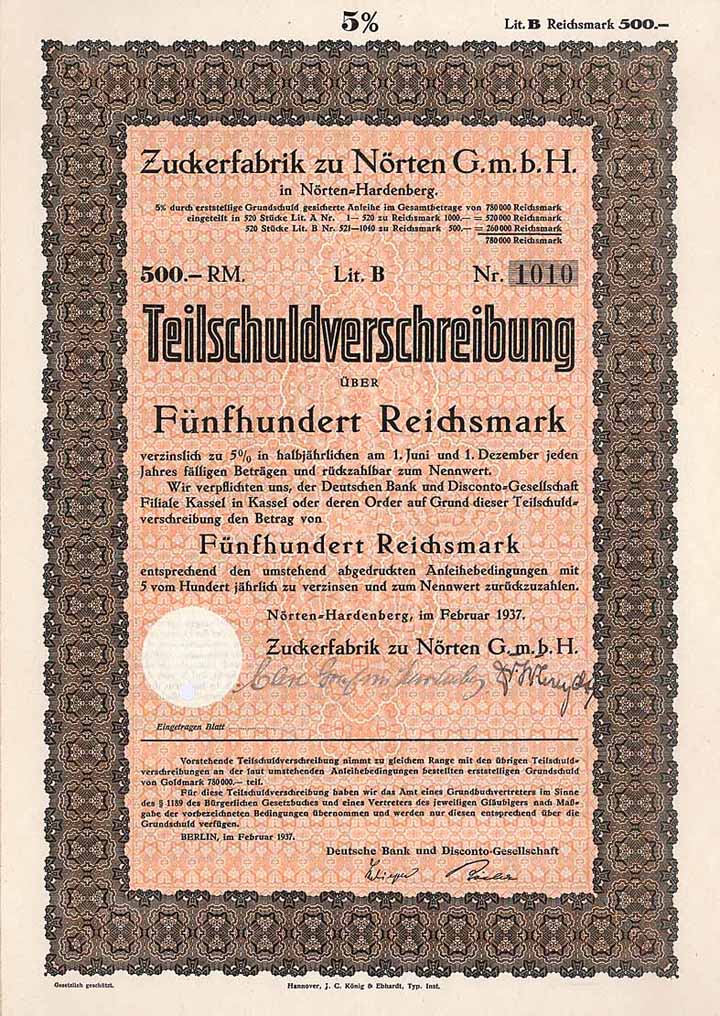 5%
Lit. B Reichsmark 500.–
Zuckerfabrik zu Nörten G.m.b.H.
in Nörten=Hardenberg.
5% durch erststellige Grundschuld gesicherte Anleihe im Gesamtbetrage von 780000 Reichsmark
eingeteilt in 520 Stücke Lit. A Nr. 1–520 zu Reichsmark 1000.— = 520000 Reichsmark
520 Stücke Lit. B Nr. 521–1040 zu Reichsmark 500.— = 260000 Reichsmark
780000 Reichsmark
500.– RM. Lit. B Nr. 1010
Teilschuldverschreibung
ÜBER
Fünfhundert Reichsmark
verzinslich zu 5% in halbjährlichen am 1. Juni und 1. Dezember jeden
Jahres fälligen Beträgen und rückzahlbar zum Nennwert.
Wir verpflichten uns, der Deutschen Bank und Disconto=Gesellschaft
Filiale Kassel in Kassel oder deren Order auf Grund dieser Teilschuld=
verschreibung den Betrag von
Fünfhundert Reichsmark
entsprechend den umstehend abgedruckten Anleihebedingungen mit
5 vom Hundert jährlich zu verzinsen und zum Nennwert zurückzuzahlen.
Nörten=Hardenberg, im Februar 1937.
Zuckerfabrik zu Nörten G.m.b.H.
Eingetragen Blatt
Vorstehende Teilschuldverschreibung nimmt zu gleichem Range mit den übrigen Teilschuld=
verschreibungen an der laut umstehenden Anleihebedingungen bestellten erststelligen Grundschuld
von Goldmark 780000.— teil.
Für diese Teilschuldverschreibung haben wir das Amt eines Grundbuchvertreters im Sinne
des § 1189 des Bürgerlichen Gesetzbuches und eines Vertreters des jeweiligen Gläubigers nach Maß=
gabe der vorbezeichneten Bedingungen übernommen und werden nur diesen entsprechend über die
Grundschuld verfügen.
BERLIN, im Februar 1937.
Deutsche Bank und Disconto=Gesellschaft
Gesetzlich geschützt.
Hannover, J. C. König & Ebhardt, Typ. Inst.